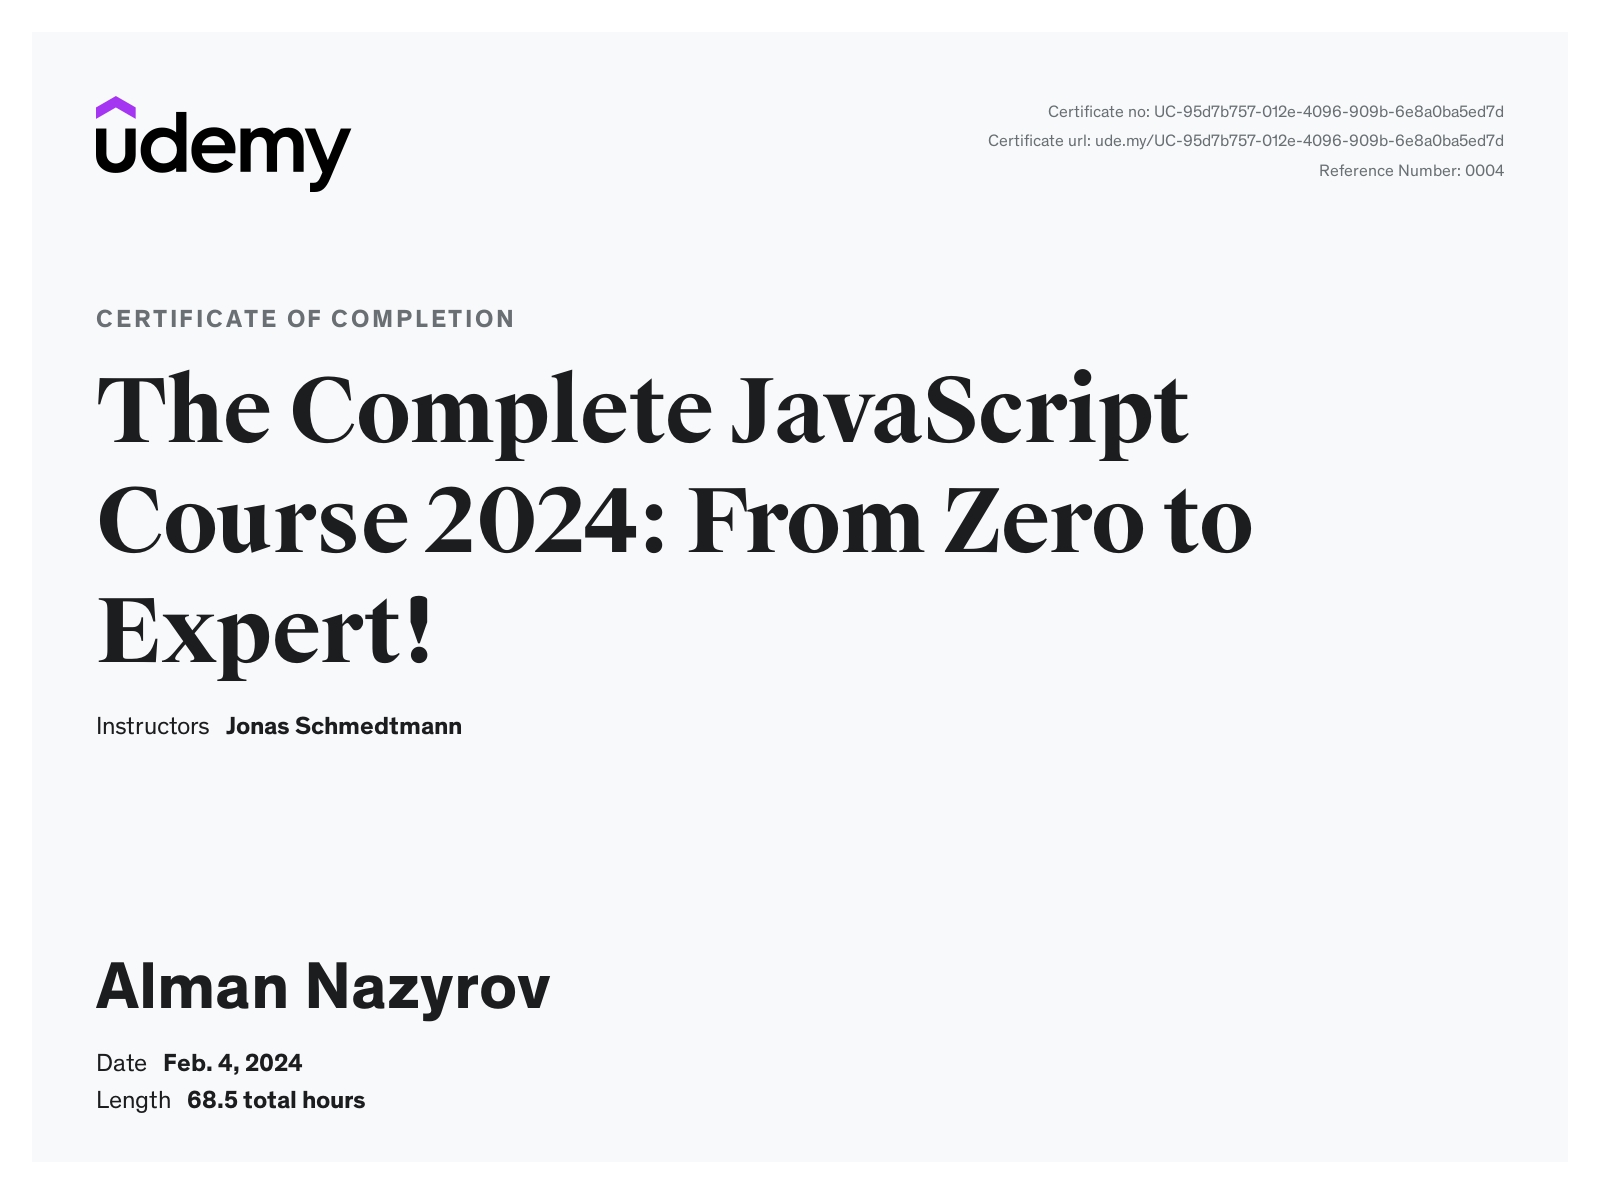 udemy
Certificate no: UC-95d7b757-012e-4096-909b-6e8a0ba5ed7d
Certificate url: ude.my/UC-95d7b757-012e-4096-909b-6e8a0ba5ed7d
Reference Number: 0004
CERTIFICATE OF COMPLETION
The Complete JavaScript
Course 2024: From Zero to
Expert!
Instructors Jonas Schmedtmann
Alman Nazyrov
Date Feb. 4, 2024
Length 68.5 total hours